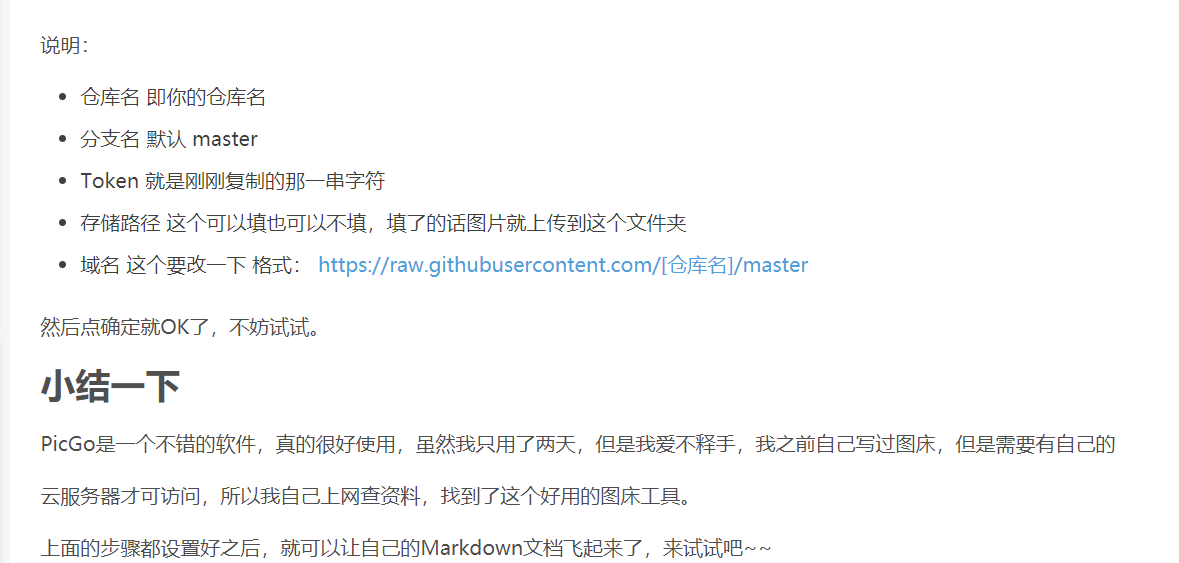 说明：
仓库名 即你的仓库名
分支名 默认 master
Token 就是刚刚复制的那一串字符
存储路径 这个可以填也可以不填，填了的话图片就上传到这个文件夹
域名 这个要改一下 格式： https://raw.githubusercontent.com/[仓库名]/master
然后点确定就OK了，不妨试试。
小结一下
PicGo是一个不错的软件，真的很好使用，虽然我只用了两天，但是我爱不释手，我之前自己写过图床，但是需要有自己的
云服务器才可访问，所以我自己上网查资料，找到了这个好用的图床工具。
上面的步骤都设置好之后，就可以让自己的Markdown文档飞起来了，来试试吧~~